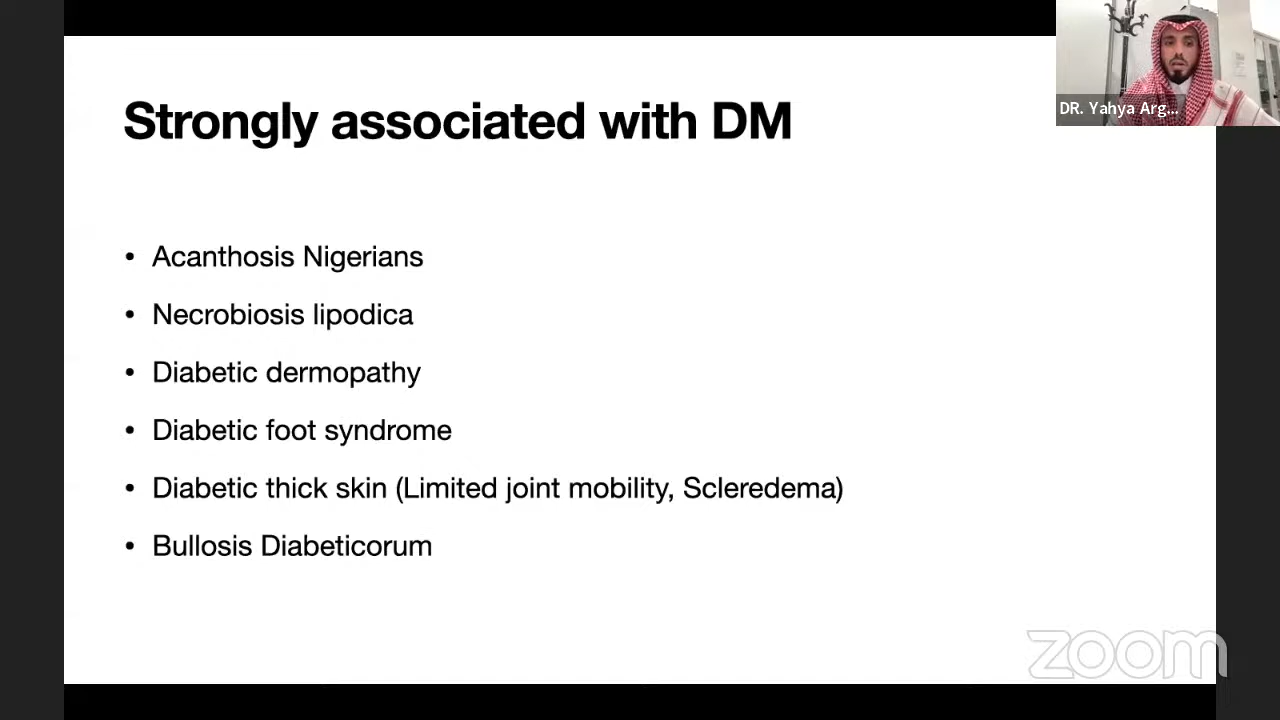 Strongly associated with DM
• Acanthosis Nigerians
• Necrobiosis lipodica
• Diabetic dermopathy
• Diabetic foot syndrome
• Diabetic thick skin (Limited joint mobility, Scleredema)
• Bullosis Diabeticorum
DR. Yahya Arg...
zoom